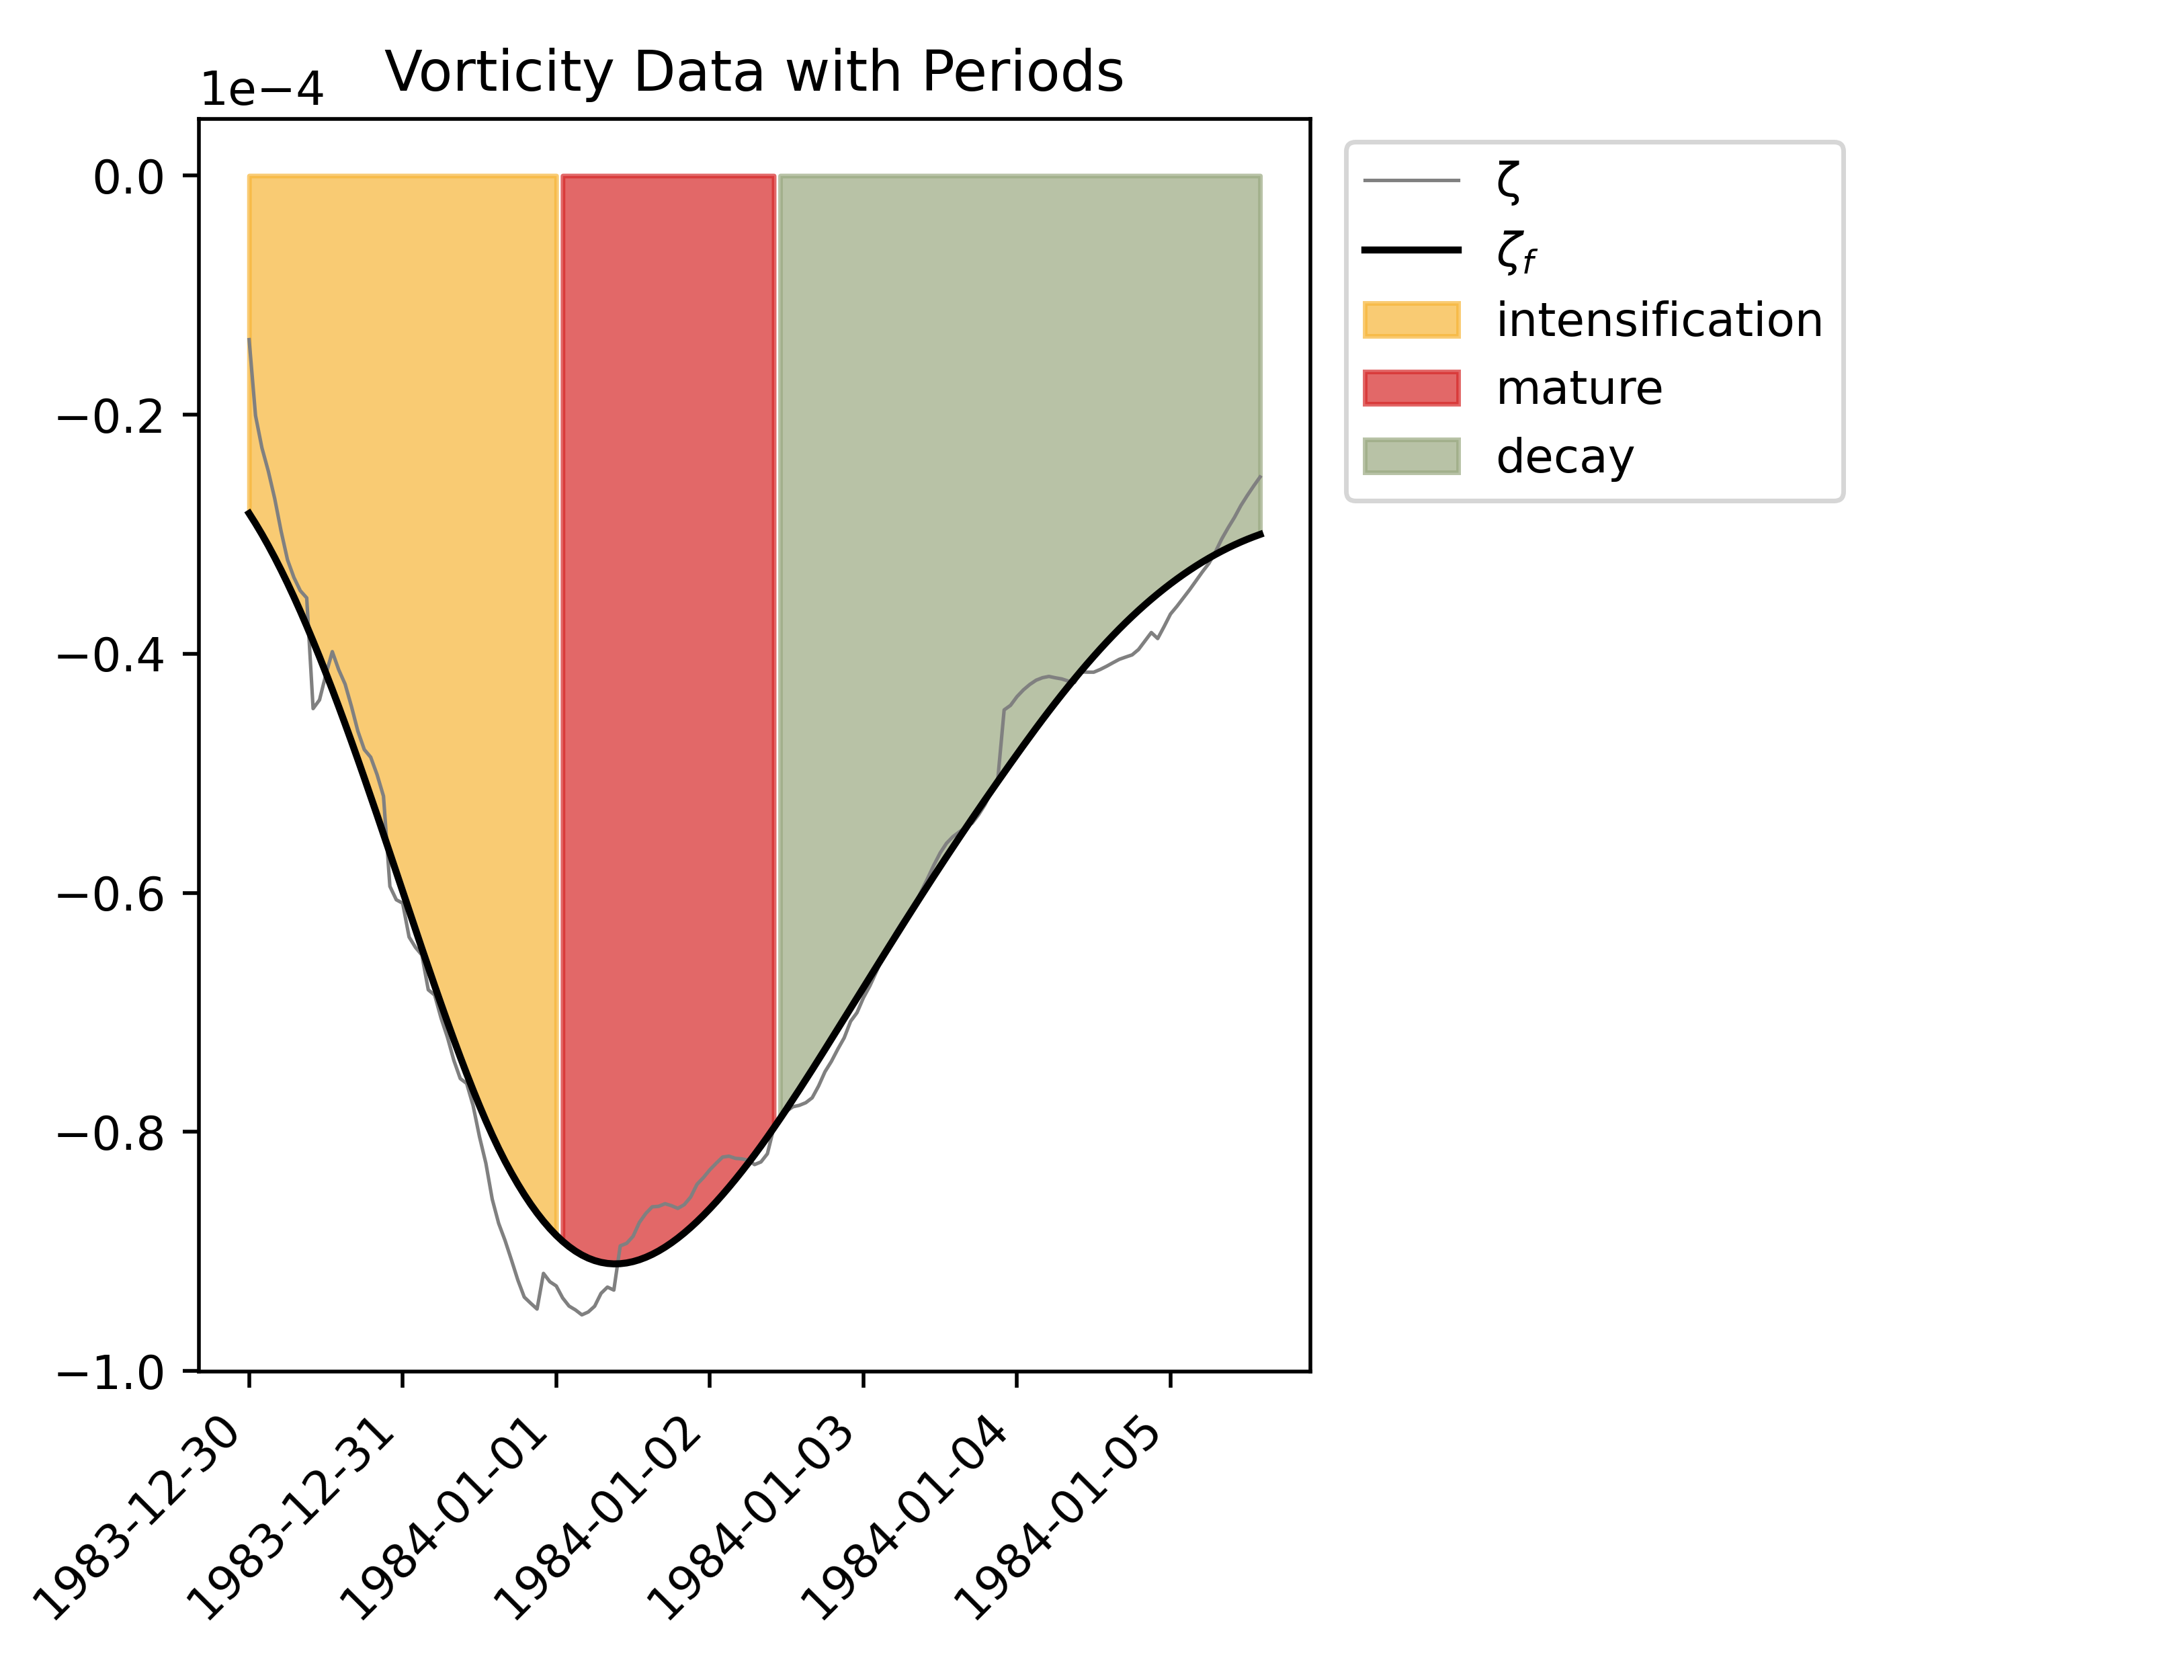 Vorticity Data with Periods
1e−4
0.0
−0.2
−0.4
−0.6
−0.8
−1.0
1983-12-30
1983-12-31
1984-01-01
1984-01-02
1984-01-03
1984-01-04
1984-01-05
ζ
ζf
intensification
mature
decay